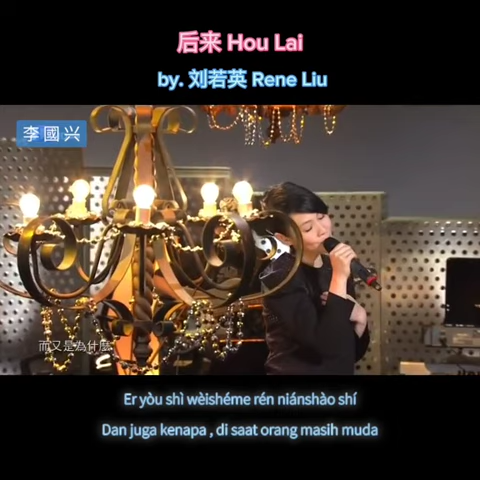 后来 Hou Lai
by. 刘若英 Rene Liu
李國兴
而又是為什麼
Er yòu shì wèishéme rén niánshào shí
Dan juga kenapa , di saat orang masih muda